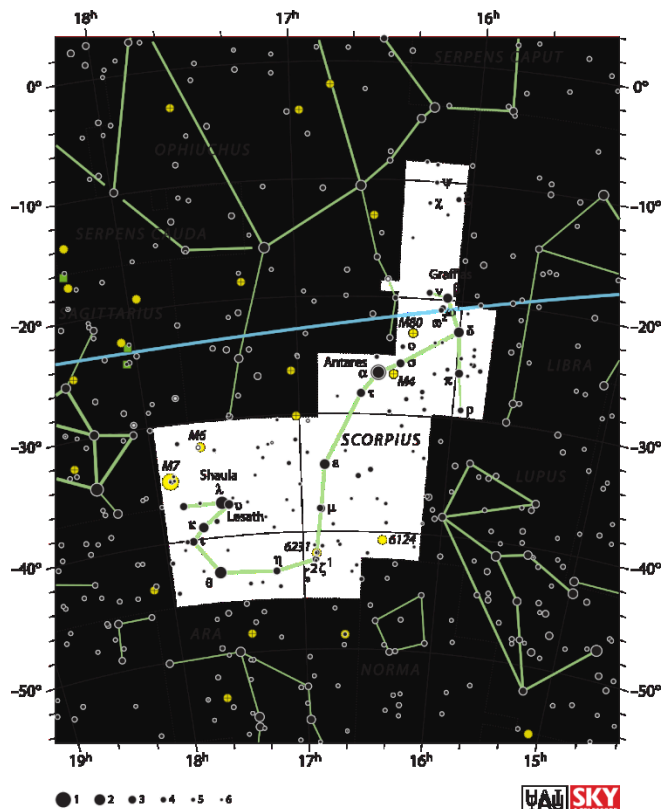 18h 17h 16h
SERPENS CAPUT
0° 0°
OPHIUCHUS
ψ
χ
–10° –10°
SERPENS CAUDA
Graffias
ν β
SAGITTARIUS
ω
–20° M80 δ –20°
Antares ο σ
LIBRA
α M4 π
τ
ρ
–30° M6 SCORPIUS –30°
ε
M7
LUPUS
Shaula
λ υ
Lesath μ
κ
ι 6231 6124
–40° θ η 2ζ1 –40°
ARA
NORMA
–50° –50°
19h 18h 17h 16h 15h
1 2 3 4 5 6
SKY